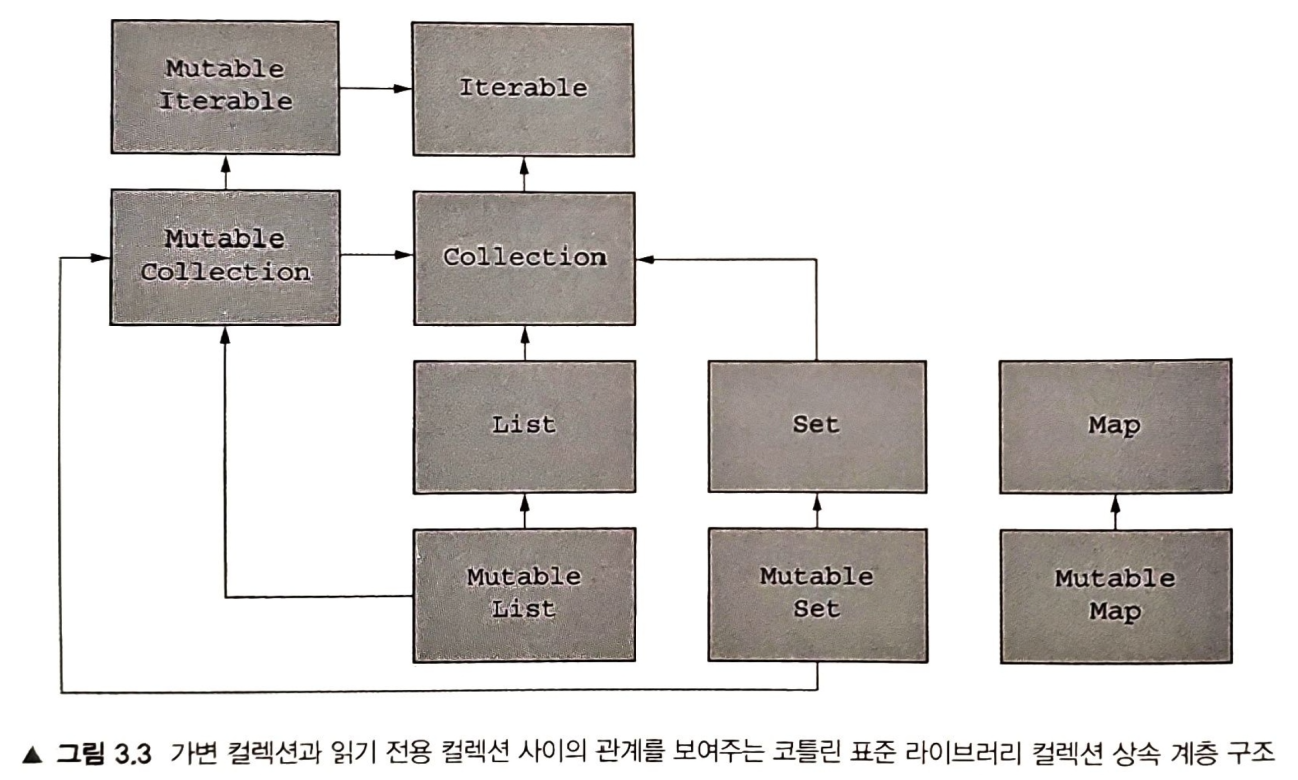 Mutable
Iterable
Iterable
Mutable
Collection
Collection
List
Set
Map
Mutable
List
Mutable
Set
Mutable
Map
▲ 그림 3.3 가변 컬렉션과 읽기 전용 컬렉션 사이의 관계를 보여주는 코틀린 표준 라이브러리 컬렉션 상속 계층 구조